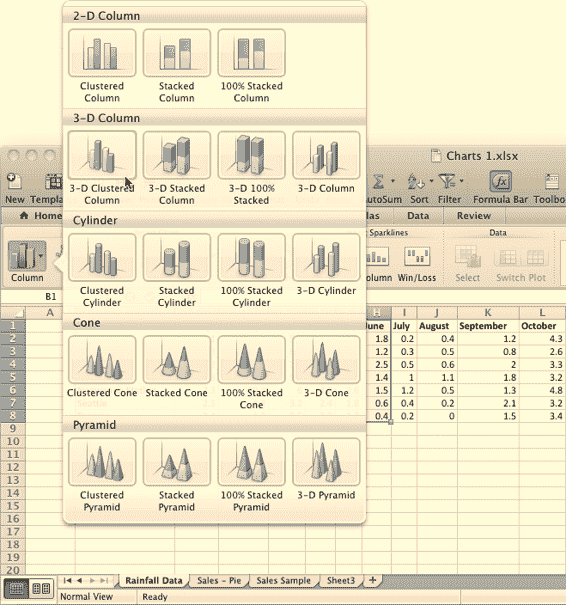 2-D Column
Clustered Column
Stacked Column
100% Stacked Column
3-D Column
3-D Clustered Column
3-D Stacked Column
3-D 100% Stacked
3-D Column
Cylinder
Clustered Cylinder
Stacked Cylinder
100% Stacked Cylinder
3-D Cylinder
Cone
Clustered Cone
Stacked Cone
100% Stacked Cone
3-D Cone
Pyramid
Clustered Pyramid
Stacked Pyramid
100% Stacked Pyramid
3-D Pyramid
Charts 1.xlsx
New Templa AutoSum Sort Filter Formula Bar Toolbo
Home las Data Review
t Sparklines Data
Column olumn Win/Loss Select Switch Plot
B1
A H I J K L
1 June July August September October
2 1.8 0.2 0.4 1.2 4.3
3 1.2 0.3 0.5 0.8 2.6
4 2.5 0.5 0.6 2 3.3
5 1.4 1 1.1 1.8 3.2
6 1.5 1.2 0.5 1.3 4.8
7 0.6 0.4 0.2 2.1 3.2
8 0.4 0.2 0 1.5 3.4
9
10
11
12
13
14
15
16
17
18
19
20
Rainfall Data Sales - Pie Sales Sample Sheet3 +
Normal View Ready